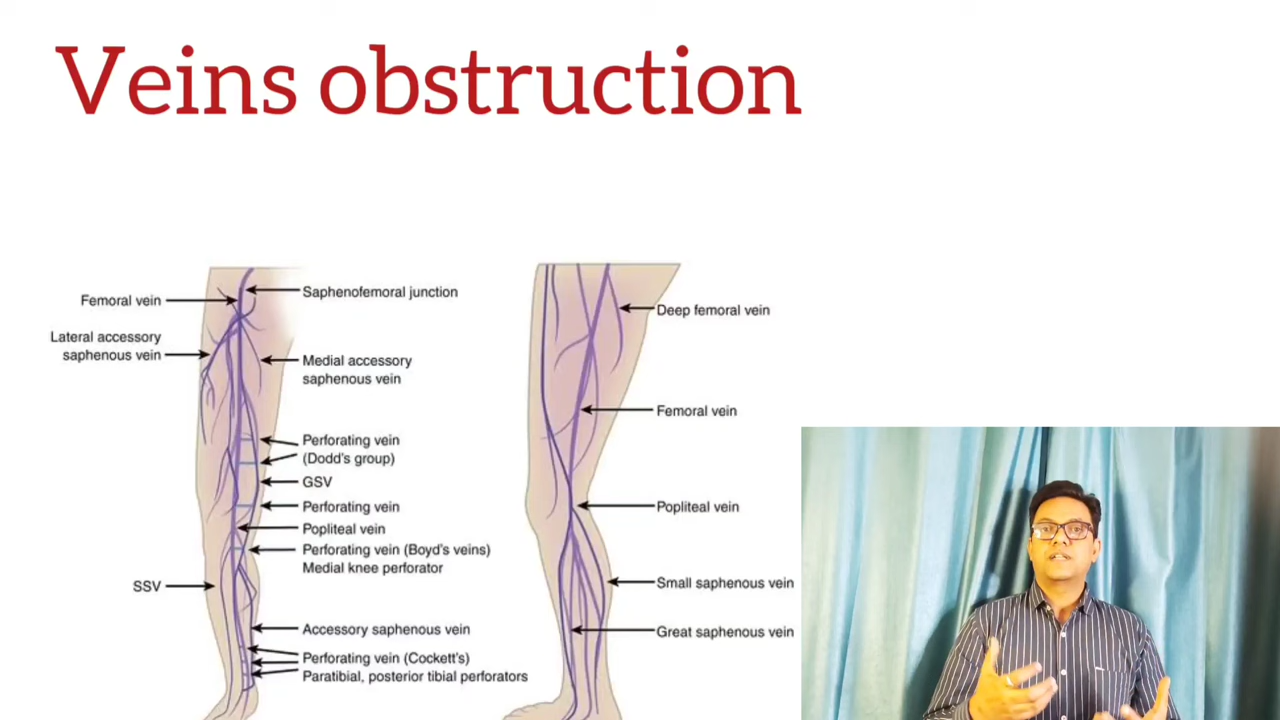 Veins obstruction
Femoral vein
Saphenofemoral junction
Lateral accessory
saphenous vein
Medial accessory
saphenous vein
Perforating vein
(Dodd's group)
GSV
Perforating vein
Popliteal vein
Perforating vein (Boyd's veins)
Medial knee perforator
SSV
Accessory saphenous vein
Perforating vein (Cockett's)
Paratibial, posterior tibial perforators
Deep femoral vein
Femoral vein
Popliteal vein
Small saphenous vein
Great saphenous vein